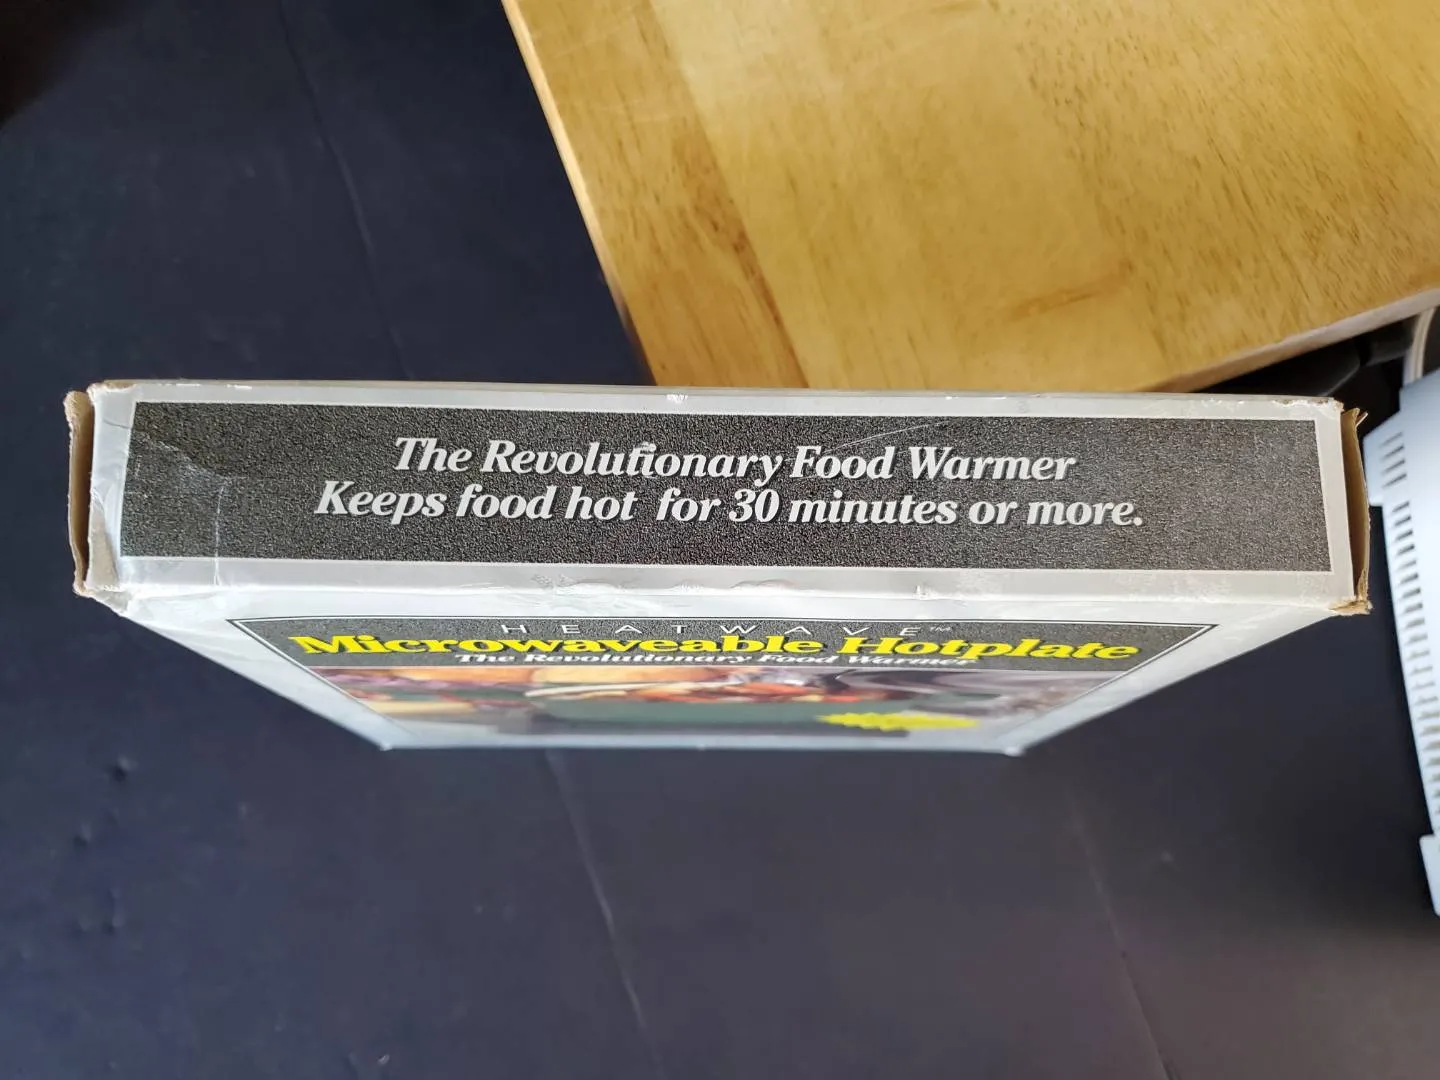 The Revolutionary Food Warmer
Keeps food hot for 30 minutes or more.
HEATWAVE™
Microwaveable Hotplate
The Revolutionary Food Warmer